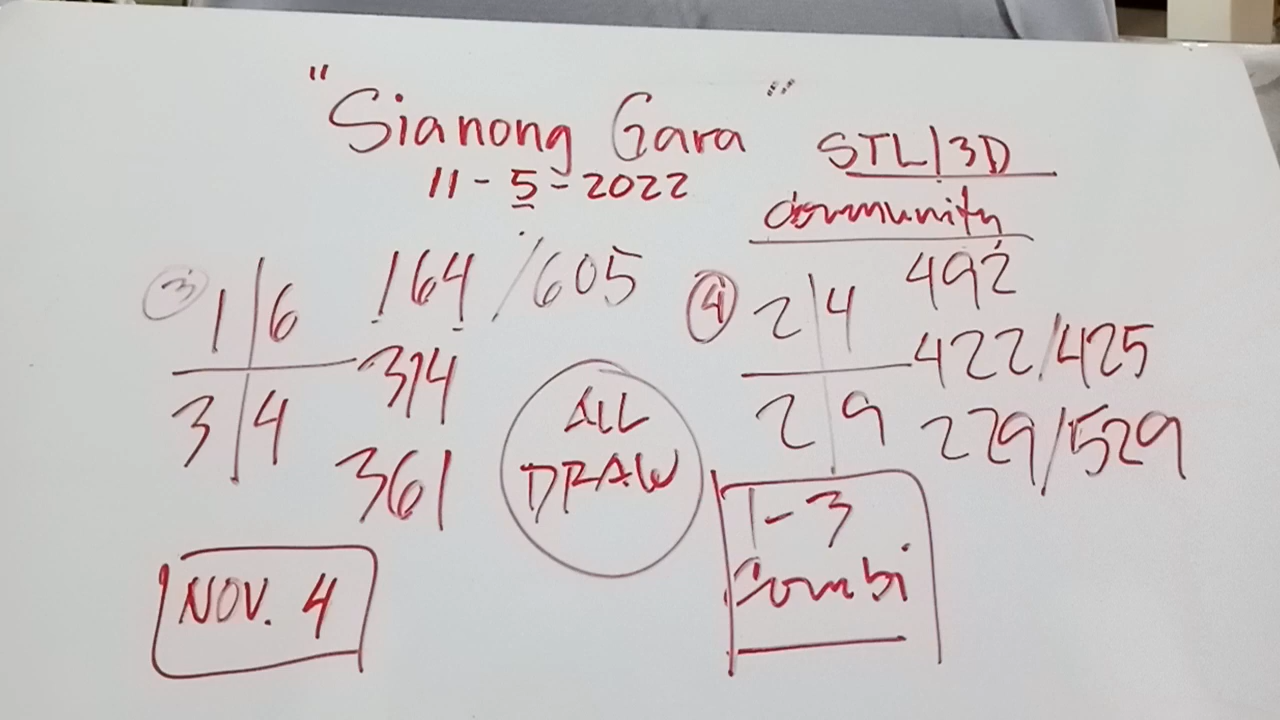 "Sianong Gara"
11-5-2022
STL/3D
community
③ 1 | 6 164 / 605
3 | 4 314
361
④ 2 | 4 492
422/425
2 | 9 229/529
ALL
DRAW
1-3
Combi
NOV. 4